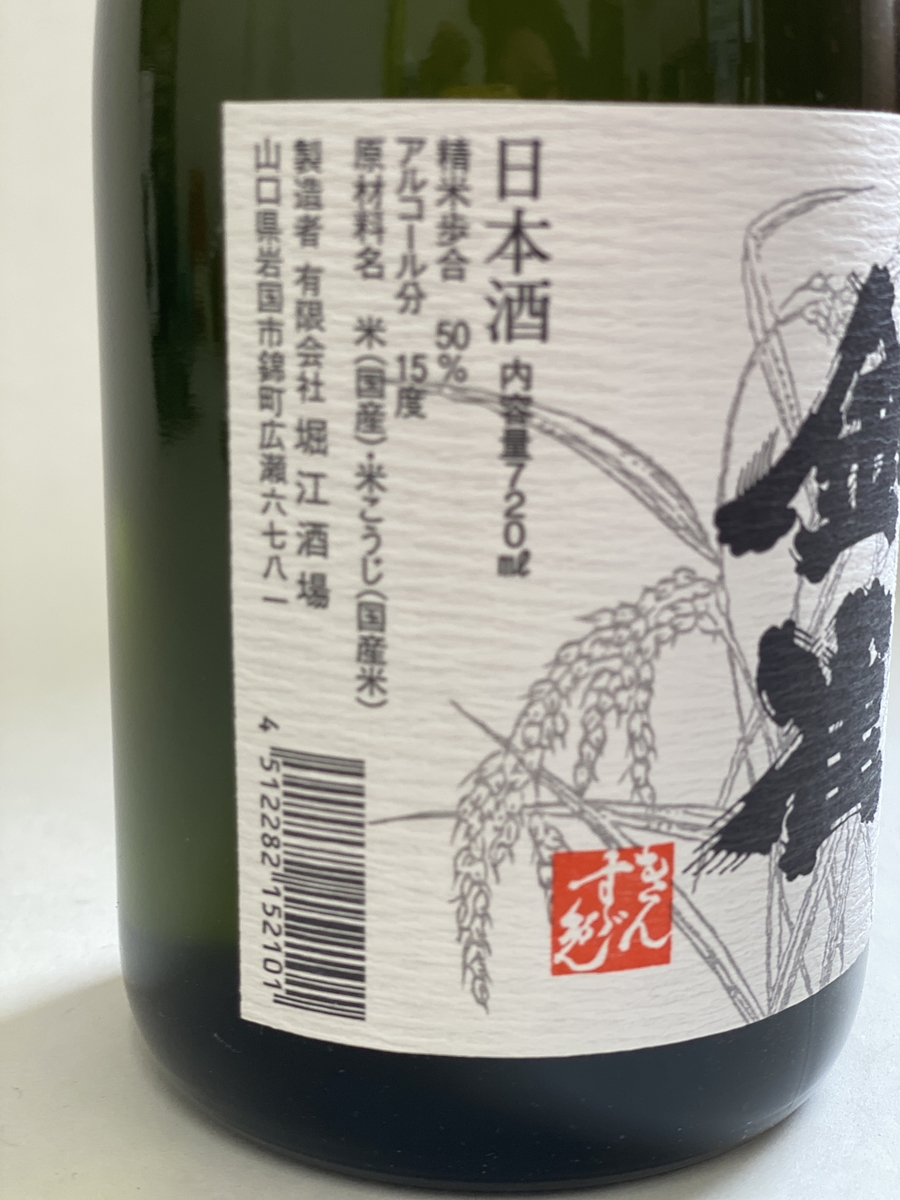 日本酒 内容量720㎖
精米歩合 50%
アルコール分 15度
原材料名 米(国産)・米こうじ(国産米)
製造者 有限会社 堀江酒場
山口県岩国市錦町広瀬六七八一
4 512282 152101
きん
すゞめ